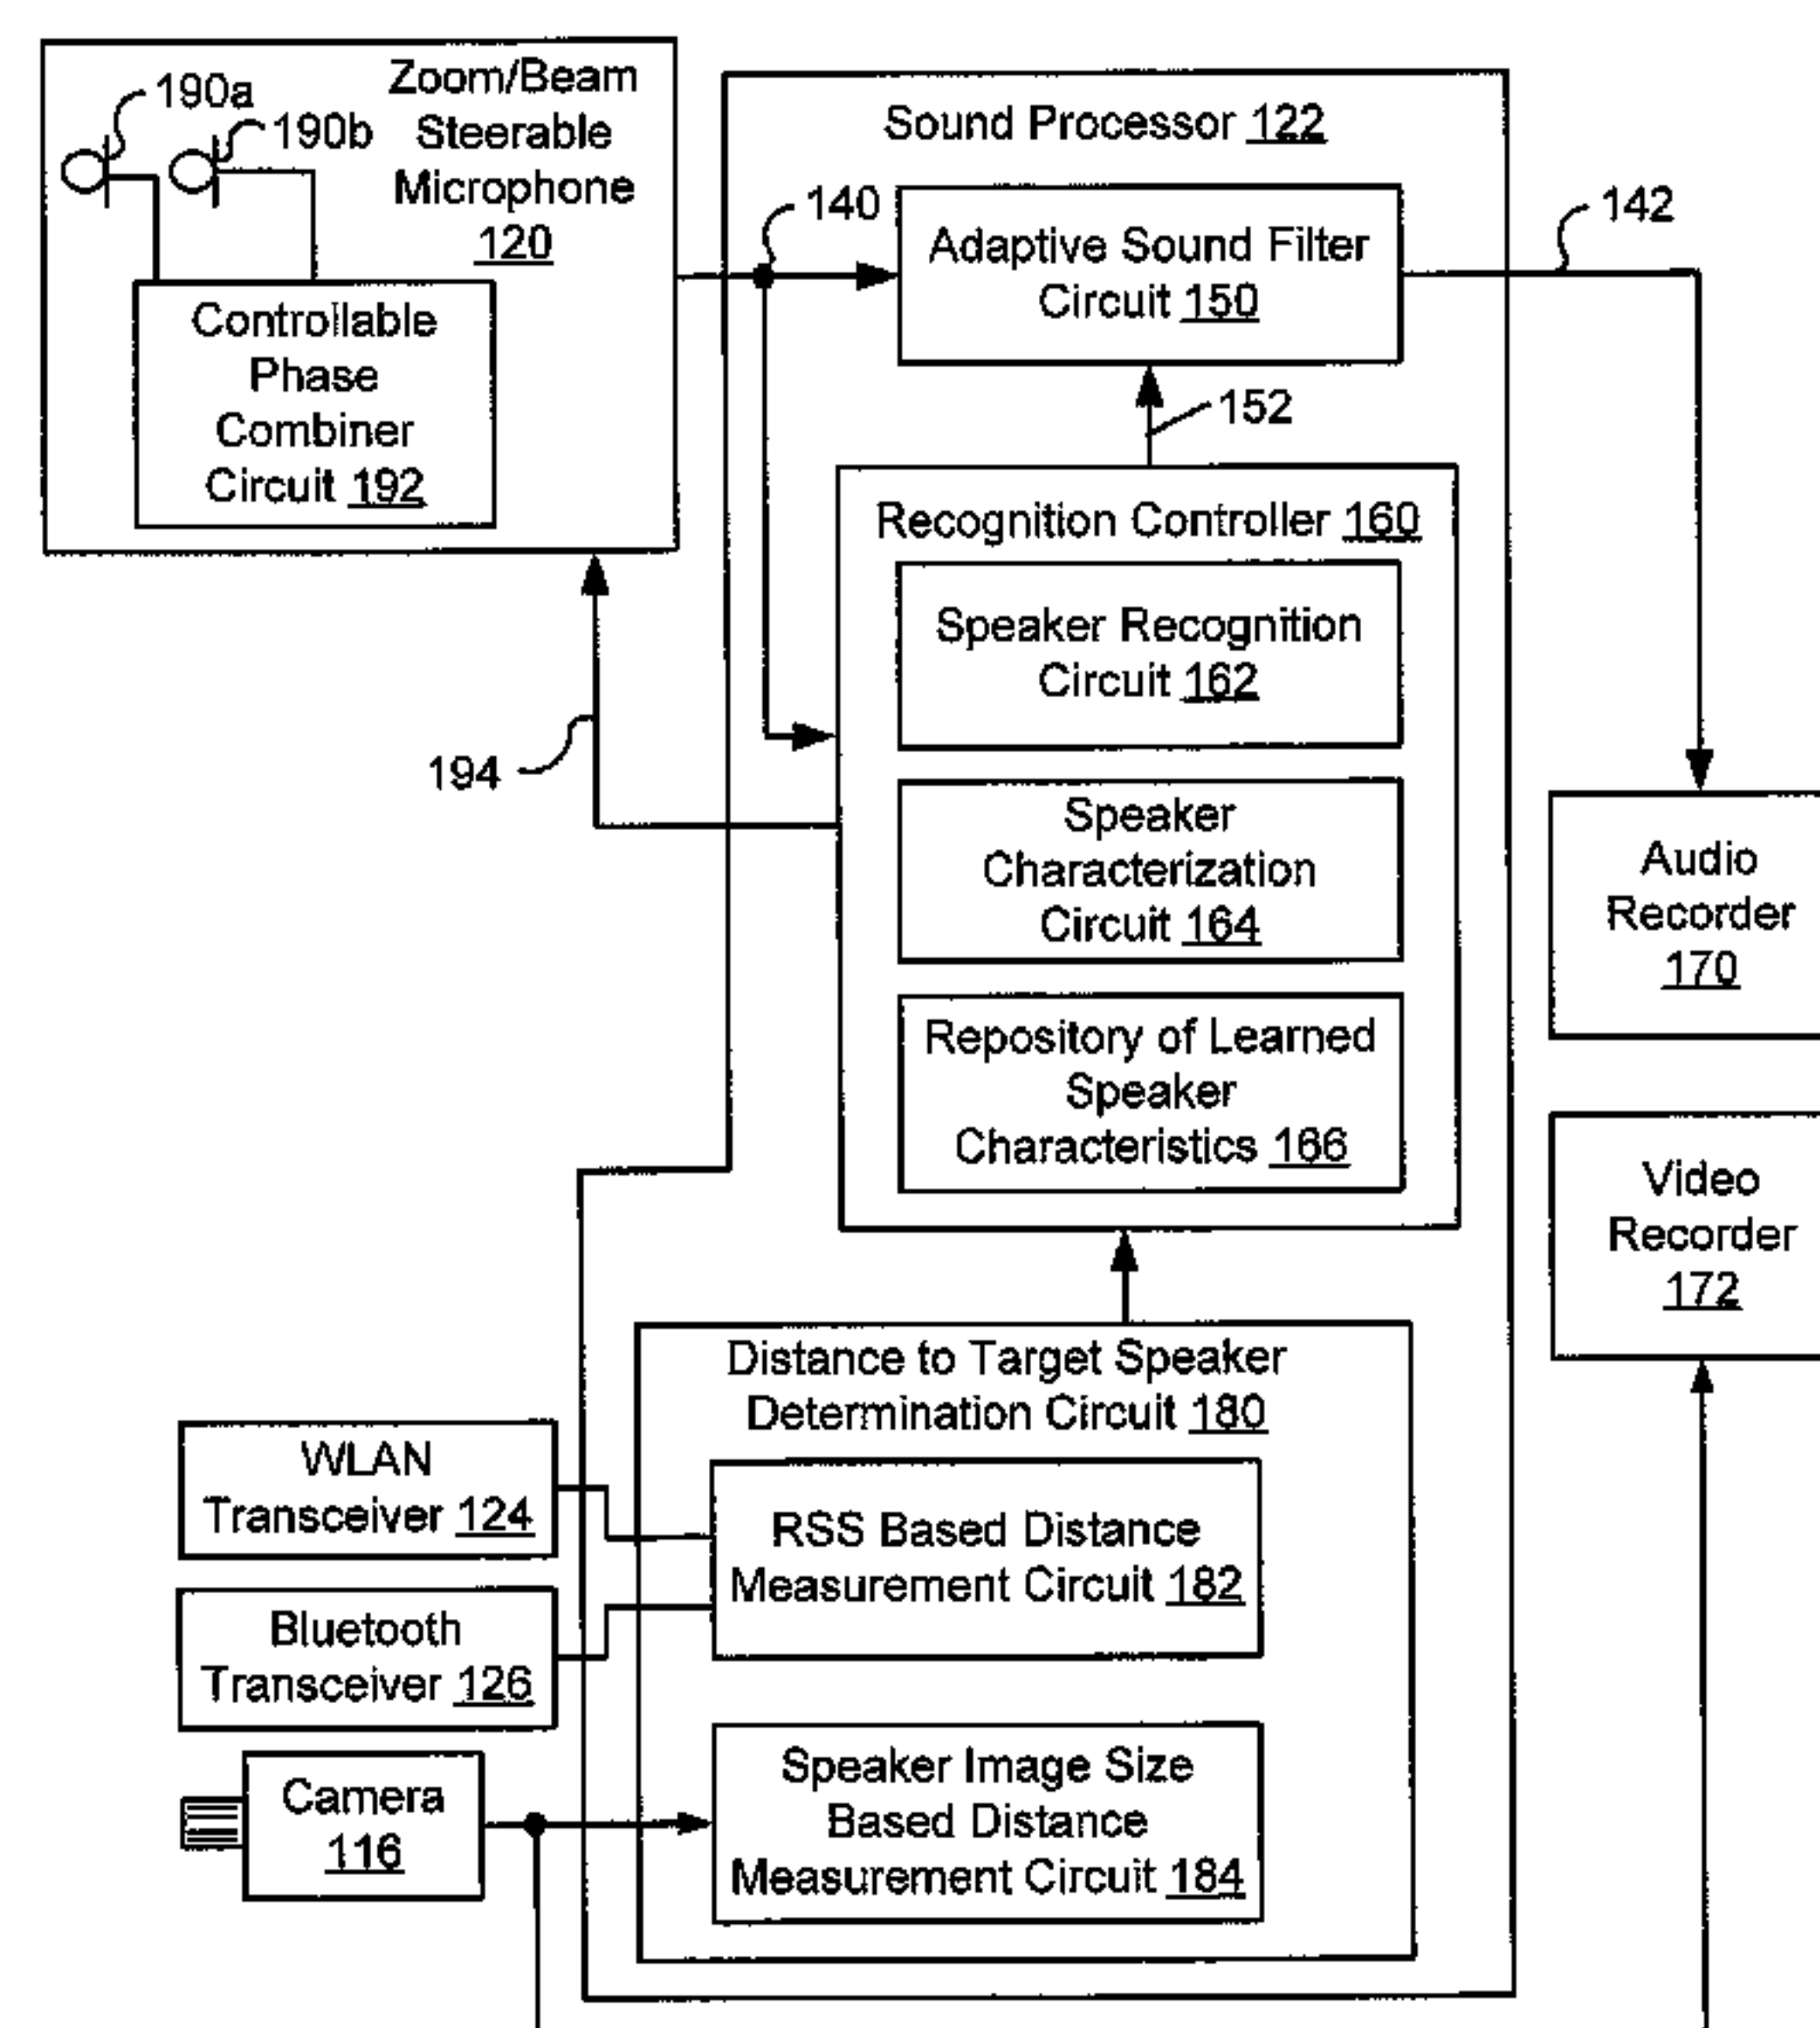 190a
190b
Zoom/Beam
Steerable
Microphone
120
Controllable
Phase
Combiner
Circuit 192
194
Sound Processor 122
140
Adaptive Sound Filter
Circuit 150
142
152
Recognition Controller 160
Speaker Recognition
Circuit 162
Speaker
Characterization
Circuit 164
Repository of Learned
Speaker
Characteristics 166
Audio
Recorder
170
Video
Recorder
172
Distance to Target Speaker
Determination Circuit 180
WLAN
Transceiver 124
RSS Based Distance
Measurement Circuit 182
Bluetooth
Transceiver 126
Camera
116
Speaker Image Size
Based Distance
Measurement Circuit 184